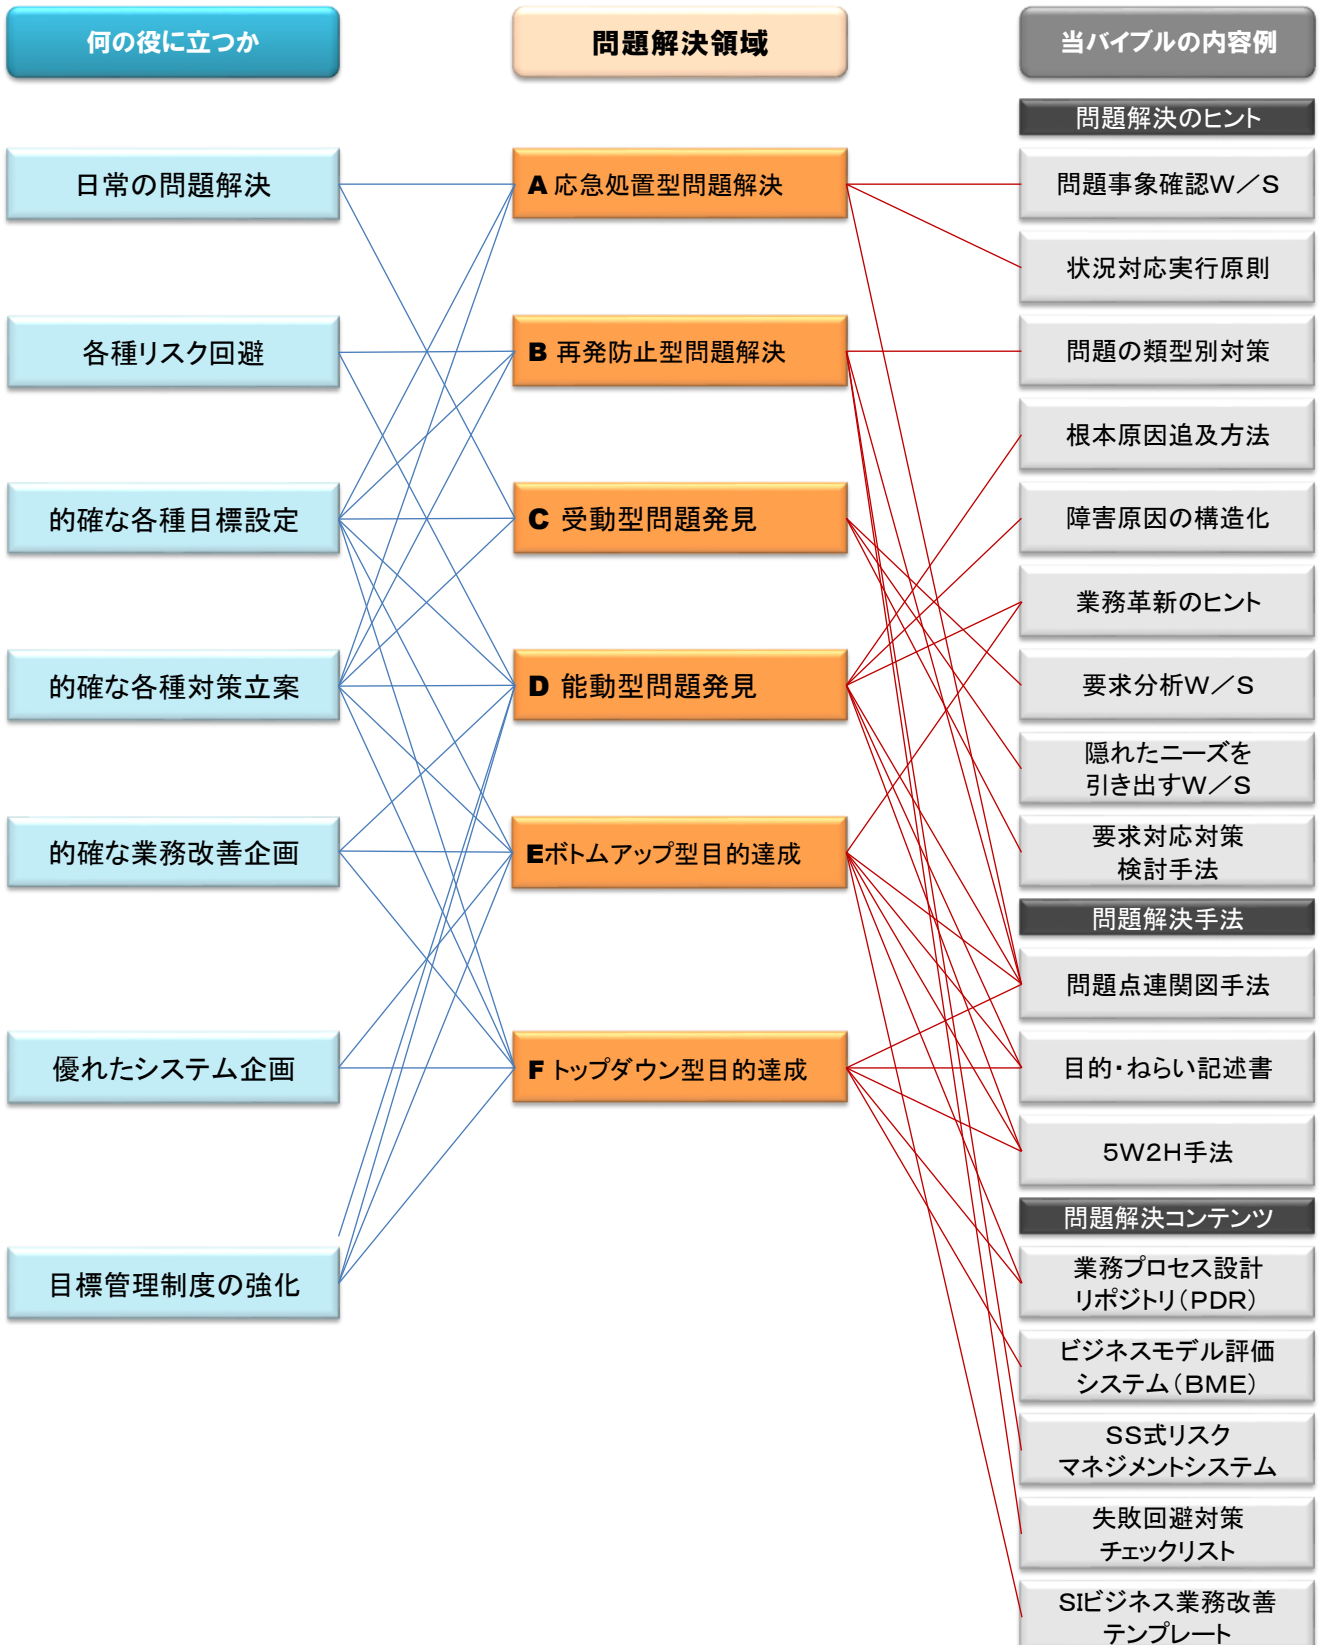 何の役に立つか
問題解決領域
当バイブルの内容例
問題解決のヒント
日常の問題解決
A 応急処置型問題解決
問題事象確認W／S
状況対応実行原則
各種リスク回避
B 再発防止型問題解決
問題の類型別対策
根本原因追及方法
的確な各種目標設定
C 受動型問題発見
障害原因の構造化
業務革新のヒント
的確な各種対策立案
D 能動型問題発見
要求分析W／S
隠れたニーズを
引き出すW／S
的確な業務改善企画
Eボトムアップ型目的達成
要求対応対策
検討手法
問題解決手法
問題点連関図手法
優れたシステム企画
F トップダウン型目的達成
目的・ねらい記述書
5W2H手法
問題解決コンテンツ
目標管理制度の強化
業務プロセス設計
リポジトリ（PDR）
ビジネスモデル評価
システム（BME）
SS式リスク
マネジメントシステム
失敗回避対策
チェックリスト
SIビジネス業務改善
テンプレート